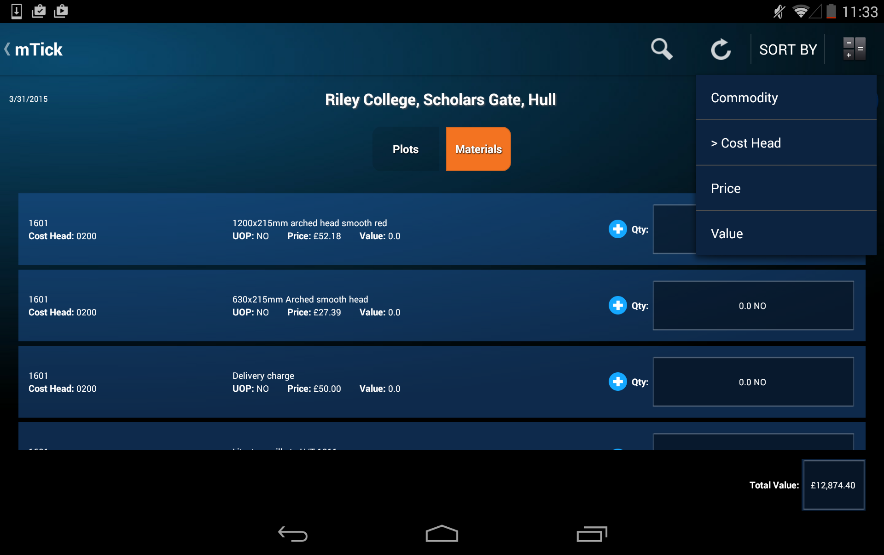 11:33
mTick
SORT BY
3/31/2015
Riley College, Scholars Gate, Hull
Commodity
> Cost Head
Price
Value
Plots
Materials
1601
1200x215mm arched head smooth red
Cost Head: 0200
UOP: NO Price: £52.18 Value: 0.0
Qty:
1601
630x215mm Arched smooth head
Cost Head: 0200
UOP: NO Price: £27.39 Value: 0.0
Qty:
0.0 NO
1601
Delivery charge
Cost Head: 0200
UOP: NO Price: £50.00 Value: 0.0
Qty:
0.0 NO
Total Value: £12,874.40